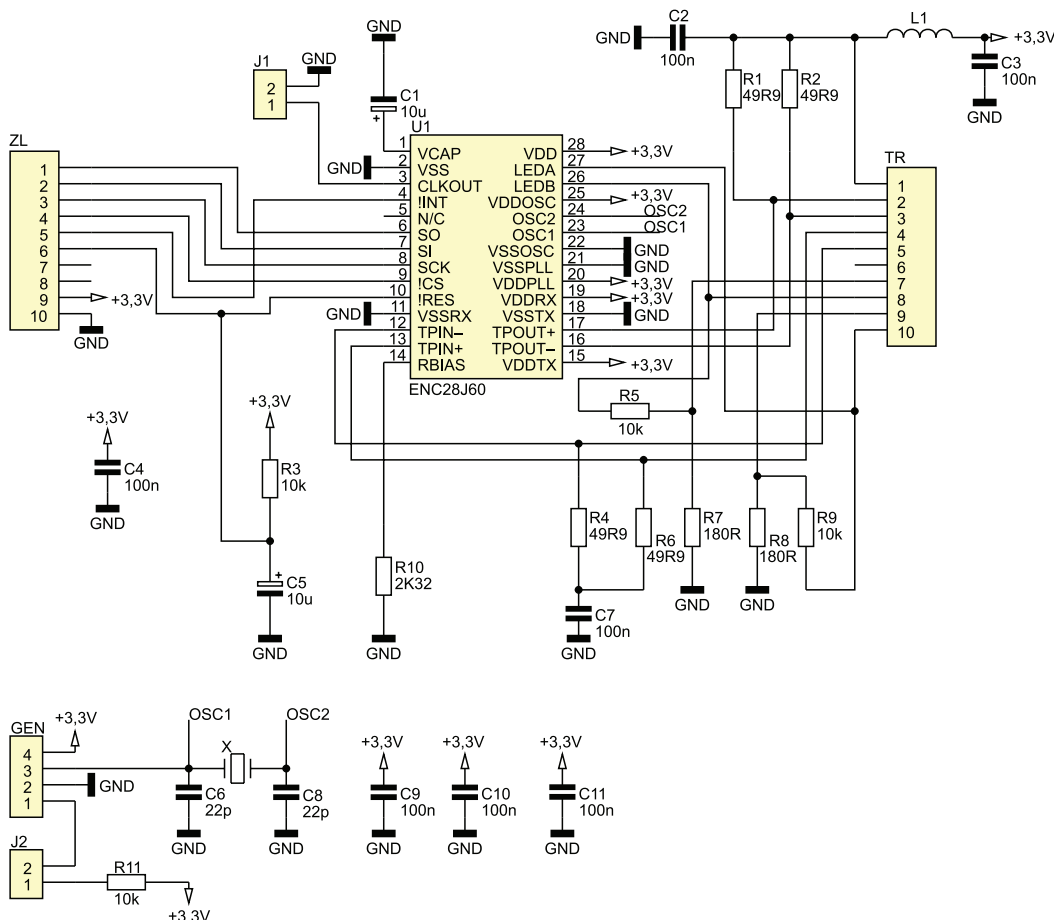 GND
C2
100n
GND
L1
+3,3V
C3
100n
GND
J1
2
1
GND
C1
10u
+
R1
49R9
R2
49R9
ZL
1
2
3
4
5
6
7
8
9
10
+3,3V
GND
U1
GND
1 VCAP
2 VSS
3 CLKOUT
4 !INT
5 N/C
6 SO
7 SI
8 SCK
9 !CS
10 !RES
11 VSSRX
12 TPIN–
13 TPIN+
14 RBIAS
GND
VDD 28 +3,3V
LEDA 27
LEDB 26
VDDOSC 25 +3,3V
OSC2 24 OSC2
OSC1 23 OSC1
VSSOSC 22 GND
VSSPLL 21 GND
VDDPLL 20 +3,3V
VDDRX 19 +3,3V
VSSTX 18 GND
TPOUT+ 17
TPOUT– 16
VDDTX 15 +3,3V
ENC28J60
TR
1
2
3
4
5
6
7
8
9
10
R5
10k
+3,3V
C4
100n
GND
+3,3V
R3
10k
+
C5
10u
GND
R10
2K32
GND
R4
49R9
R6
49R9
C7
100n
GND
R7
180R
GND
R8
180R
GND
R9
10k
GEN
4
3
2
1
+3,3V
GND
OSC1
X
OSC2
C6
22p
GND
C8
22p
GND
+3,3V
C9
100n
GND
+3,3V
C10
100n
GND
+3,3V
C11
100n
GND
J2
2
1
R11
10k
+3,3V